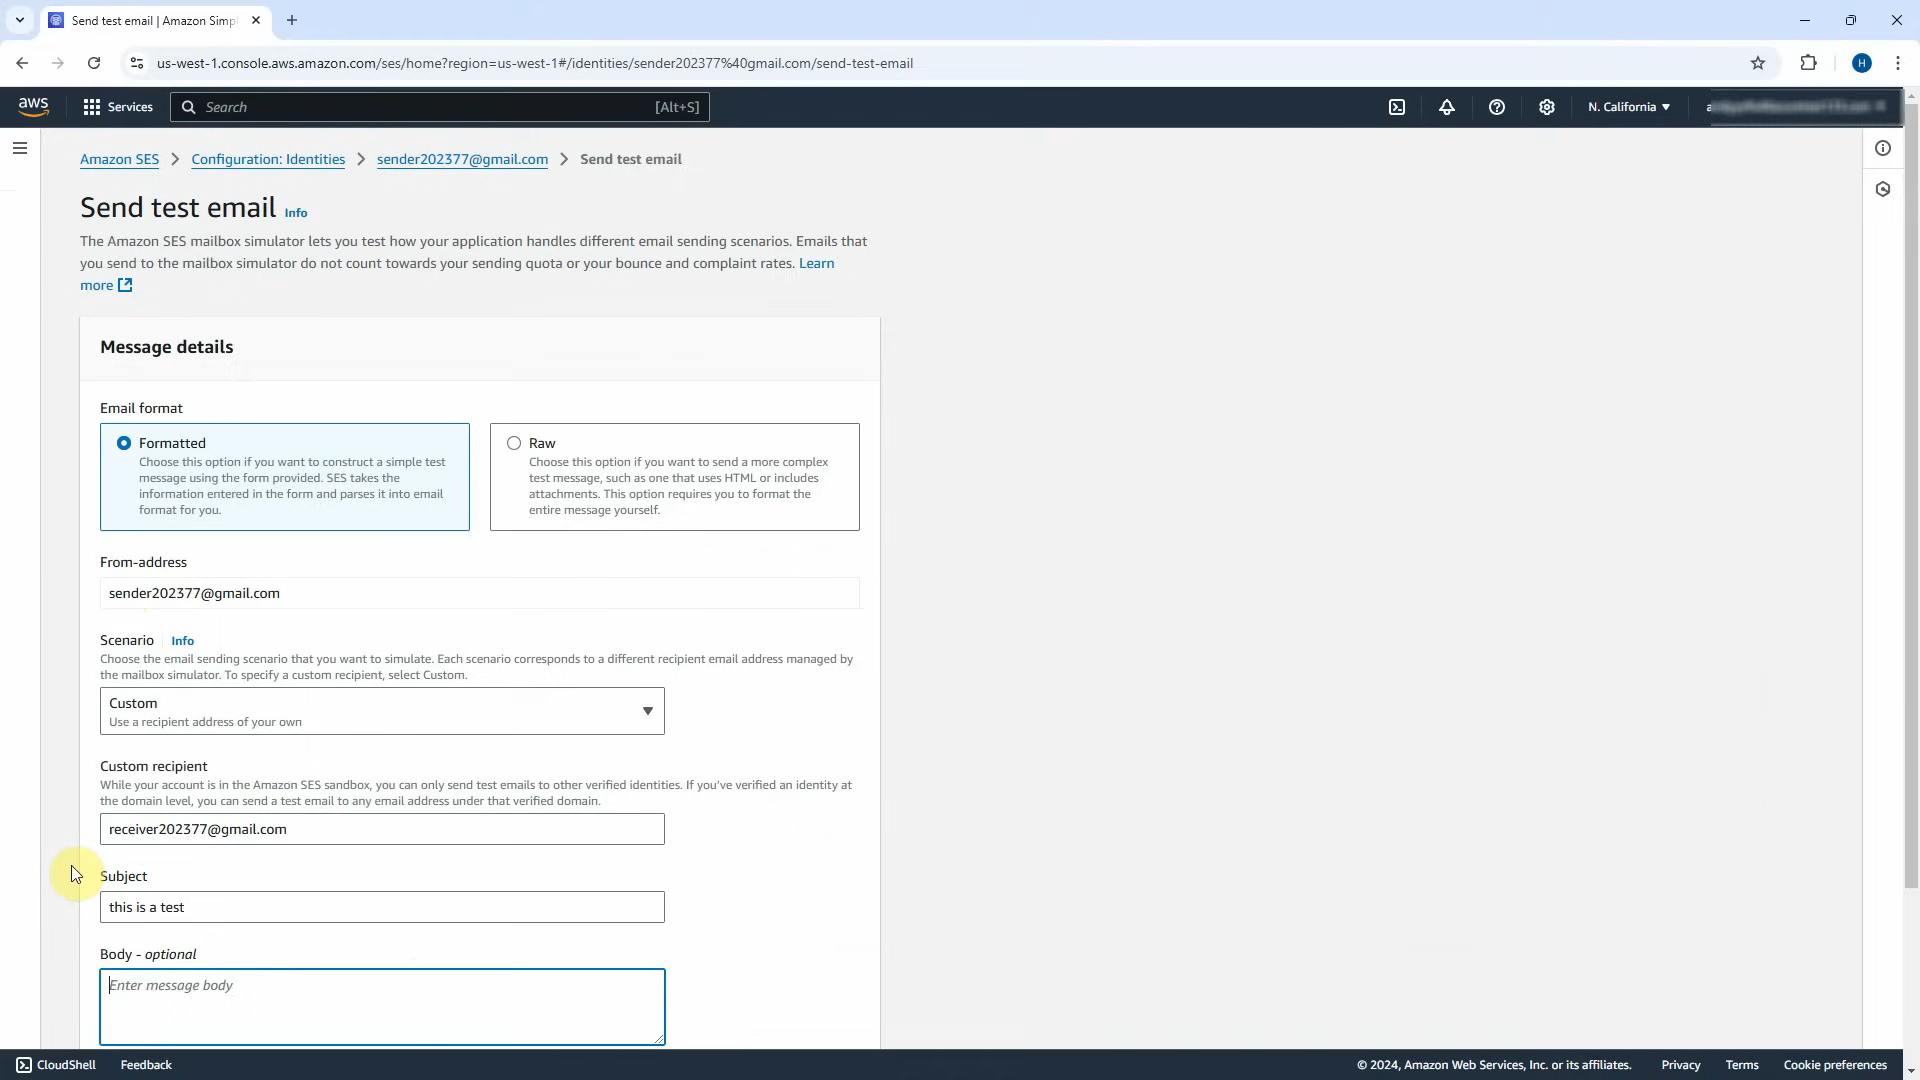 Send test email | Amazon Simpl
us-west-1.console.aws.amazon.com/ses/home?region=us-west-1#/identities/sender202377%40gmail.com/send-test-email
H
aws
Services
Search
[Alt+S]
N. California
Amazon SES > Configuration: Identities > sender202377@gmail.com > Send test email
Send test email Info
The Amazon SES mailbox simulator lets you test how your application handles different email sending scenarios. Emails that
you send to the mailbox simulator do not count towards your sending quota or your bounce and complaint rates. Learn
more
Message details
Email format
Formatted
Choose this option if you want to construct a simple test
message using the form provided. SES takes the
information entered in the form and parses it into email
format for you.
Raw
Choose this option if you want to send a more complex
test message, such as one that uses HTML or includes
attachments. This option requires you to format the
entire message yourself.
From-address
sender202377@gmail.com
Scenario Info
Choose the email sending scenario that you want to simulate. Each scenario corresponds to a different recipient email address managed by
the mailbox simulator. To specify a custom recipient, select Custom.
Custom
Use a recipient address of your own
Custom recipient
While your account is in the Amazon SES sandbox, you can only send test emails to other verified identities. If you've verified an identity at
the domain level, you can send a test email to any email address under that verified domain.
receiver202377@gmail.com
Subject
this is a test
Body - optional
Enter message body
CloudShell
Feedback
© 2024, Amazon Web Services, Inc. or its affiliates.
Privacy
Terms
Cookie preferences